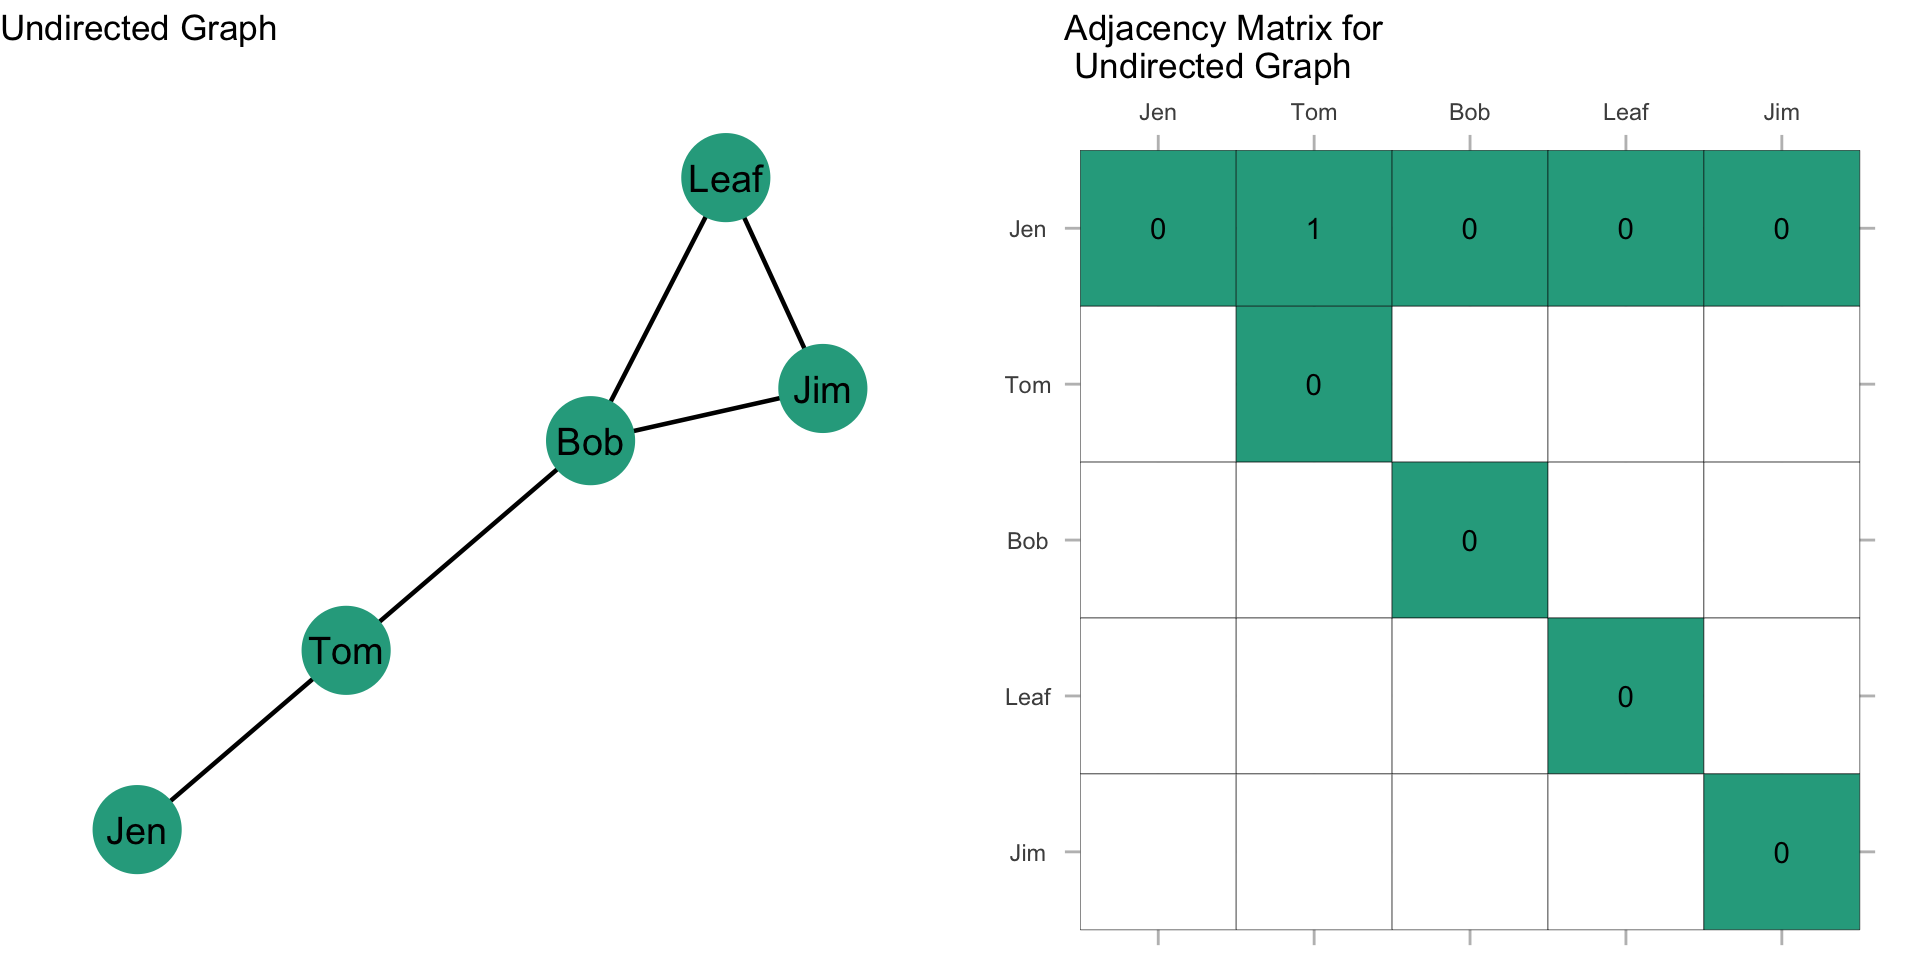 Undirected Graph
Leaf
Jim
Bob
Tom
Jen
Adjacency Matrix for
Undirected Graph
Jen Tom Bob Leaf Jim
Jen 0 1 0 0 0
Tom 0
Bob 0
Leaf 0
Jim 0